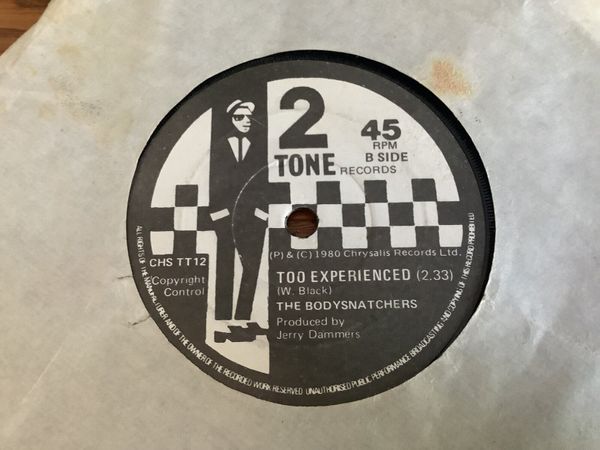 2
TONE
RECORDS
45
RPM
B SIDE
(P) & (C) 1980 Chrysalis Records Ltd.
CHS TT12
Copyright
Control
TOO EXPERIENCED (2.33)
(W. Black)
THE BODYSNATCHERS
Produced by
Jerry Dammers
ALL RIGHTS OF THE MANUFACTURER AND OF THE OWNER OF THE RECORDED WORK RESERVED UNAUTHORISED PUBLIC PERFORMANCE BROADCASTING AND COPYING OF THIS RECORD PROHIBITED